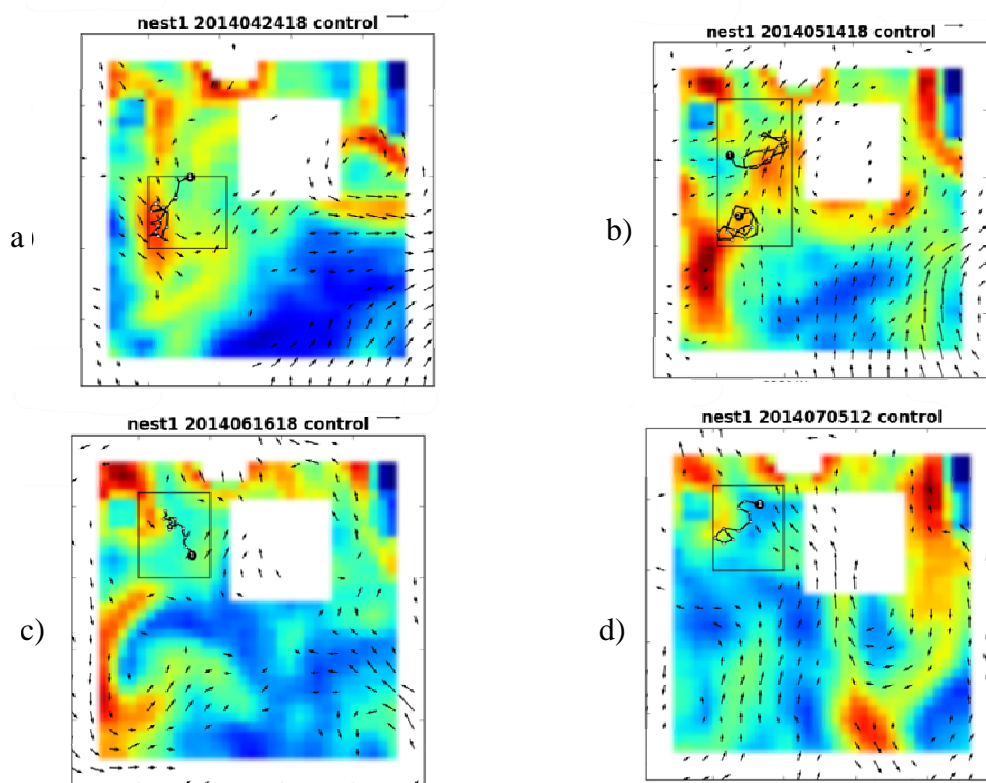 nest1 2014042418 control
a)
nest1 2014051418 control
b)
nest1 2014061618 control
c)
nest1 2014070512 control
d)